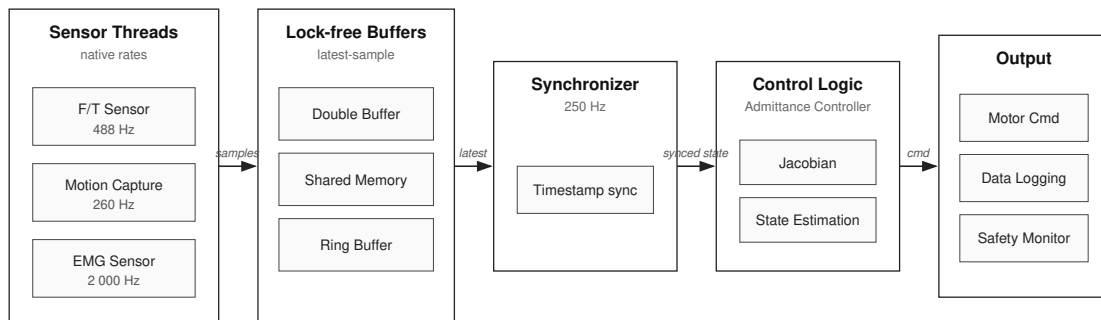 Sensor Threads
native rates
F/T Sensor
488 Hz
Motion Capture
260 Hz
EMG Sensor
2 000 Hz
samples
Lock-free Buffers
latest-sample
Double Buffer
Shared Memory
Ring Buffer
latest
Synchronizer
250 Hz
Timestamp sync
synced state
Control Logic
Admittance Controller
Jacobian
State Estimation
cmd
Output
Motor Cmd
Data Logging
Safety Monitor